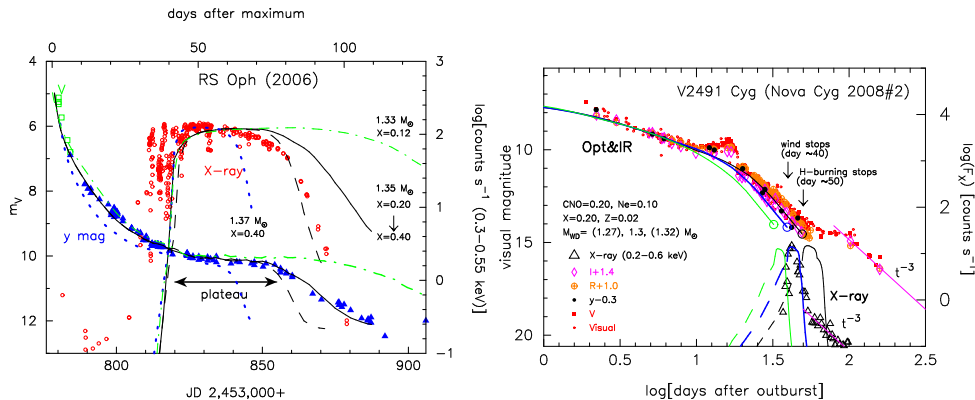 days after maximum
0 50 100
RS Oph (2006)
4
6
8
10
12
m_V
3
2
1
0
−1
log[counts s⁻¹ (0.3−0.55 keV)]
V
1.33 M⊙
X=0.12
X-ray
1.35 M⊙
X=0.20
X=0.40
1.37 M⊙
X=0.40
y mag
plateau
800 850 900
JD 2,453,000+
V2491 Cyg (Nova Cyg 2008#2)
5
10
15
20
visual magnitude
4
2
0
log(Fₓ) [counts s⁻¹]
Opt&IR
wind stops
(day ~40)
H−burning stops
(day ~50)
CNO=0.20, Ne=0.10
X=0.20, Z=0.02
M_WD= (1.27), 1.3, (1.32) M⊙
X−ray (0.2−0.6 keV)
I+1.4
R+1.0
y−0.3
V
Visual
t⁻³
X−ray
t⁻³
0 0.5 1 1.5 2 2.5
log[days after outburst]